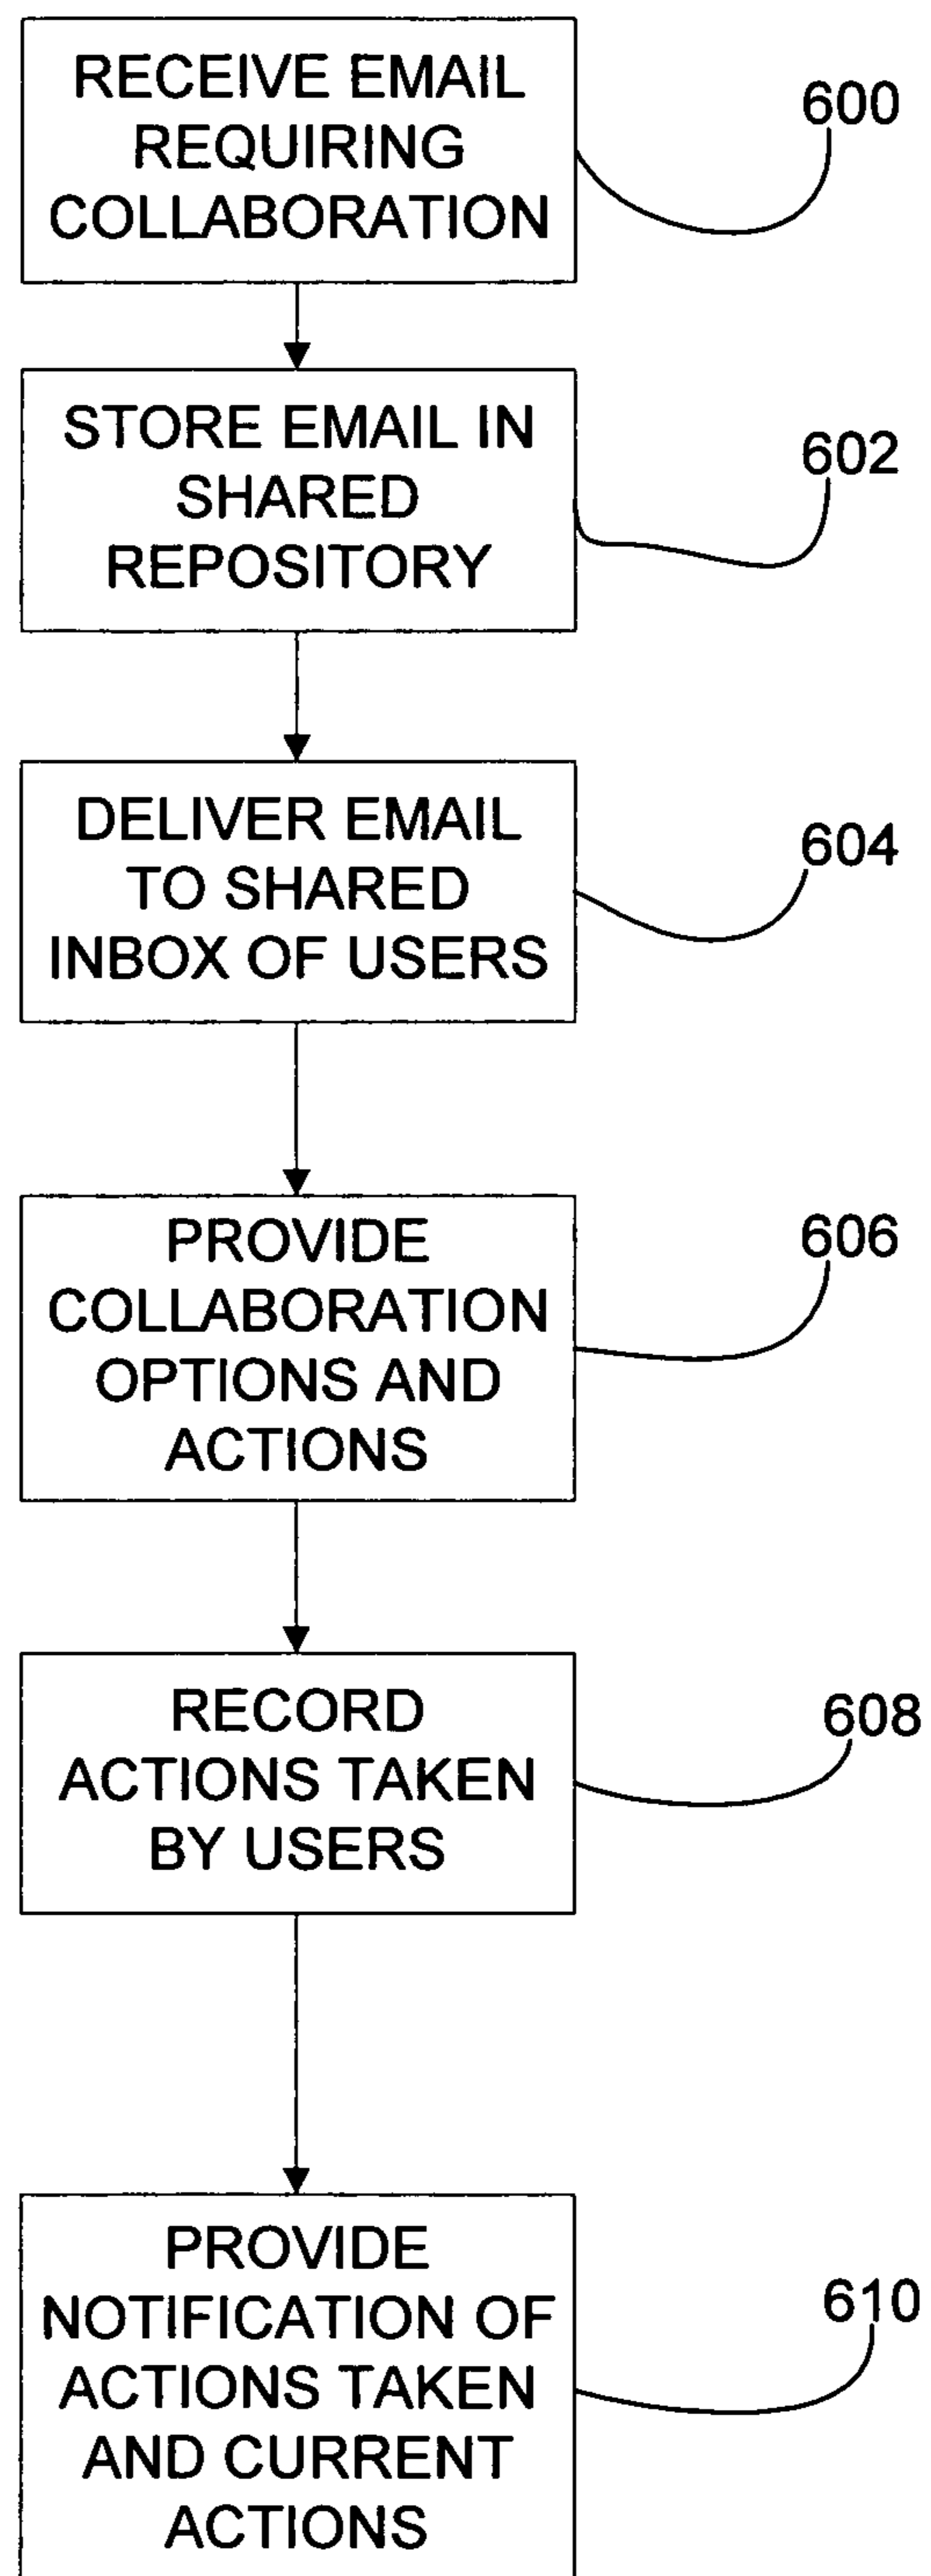 RECEIVE EMAIL
REQUIRING
COLLABORATION
600
STORE EMAIL IN
SHARED
REPOSITORY
602
DELIVER EMAIL
TO SHARED
INBOX OF USERS
604
PROVIDE
COLLABORATION
OPTIONS AND
ACTIONS
606
RECORD
ACTIONS TAKEN
BY USERS
608
PROVIDE
NOTIFICATION OF
ACTIONS TAKEN
AND CURRENT
ACTIONS
610